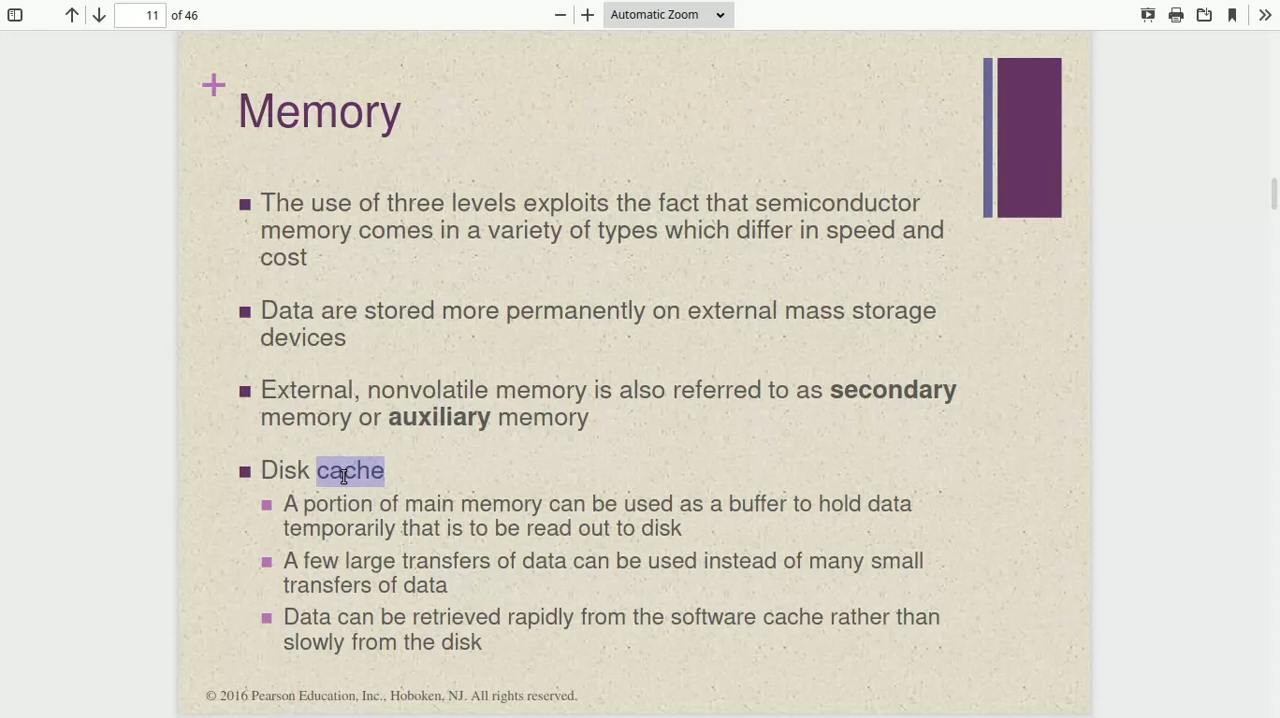 11 of 46
Automatic Zoom
+
Memory
The use of three levels exploits the fact that semiconductor
memory comes in a variety of types which differ in speed and
cost
Data are stored more permanently on external mass storage
devices
External, nonvolatile memory is also referred to as secondary
memory or auxiliary memory
Disk cache
A portion of main memory can be used as a buffer to hold data
temporarily that is to be read out to disk
A few large transfers of data can be used instead of many small
transfers of data
Data can be retrieved rapidly from the software cache rather than
slowly from the disk
© 2016 Pearson Education, Inc., Hoboken, NJ. All rights reserved.